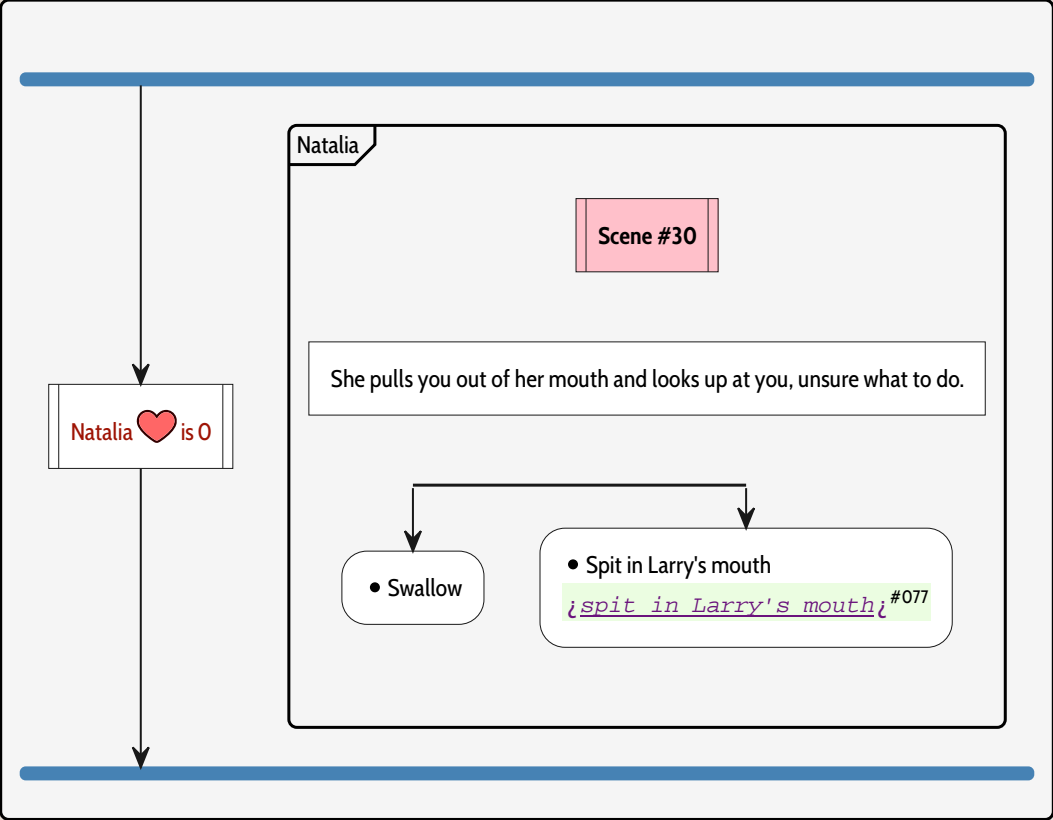 Natalia
Scene #30
She pulls you out of her mouth and looks up at you, unsure what to do.
Natalia ❤ is 0
• Swallow
• Spit in Larry's mouth
¿spit in Larry's mouth¿#077